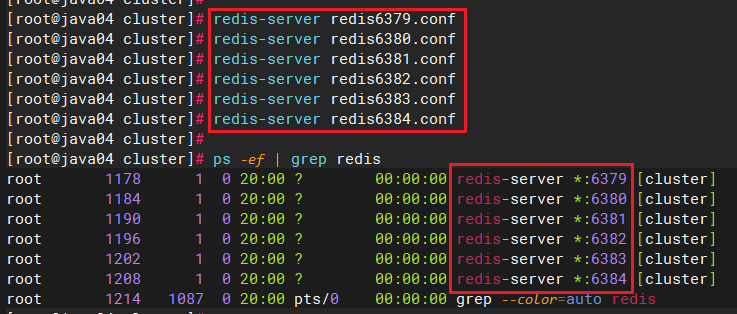 [root@java04 cluster]# redis-server redis6379.conf
[root@java04 cluster]# redis-server redis6380.conf
[root@java04 cluster]# redis-server redis6381.conf
[root@java04 cluster]# redis-server redis6382.conf
[root@java04 cluster]# redis-server redis6383.conf
[root@java04 cluster]# redis-server redis6384.conf
[root@java04 cluster]#
[root@java04 cluster]# ps -ef | grep redis
root 1178 1 0 20:00 ? 00:00:00 redis-server *:6379 [cluster]
root 1184 1 0 20:00 ? 00:00:00 redis-server *:6380 [cluster]
root 1190 1 0 20:00 ? 00:00:00 redis-server *:6381 [cluster]
root 1196 1 0 20:00 ? 00:00:00 redis-server *:6382 [cluster]
root 1202 1 0 20:00 ? 00:00:00 redis-server *:6383 [cluster]
root 1208 1 0 20:00 ? 00:00:00 redis-server *:6384 [cluster]
root 1214 1087 0 20:00 pts/0 00:00:00 grep --color=auto redis